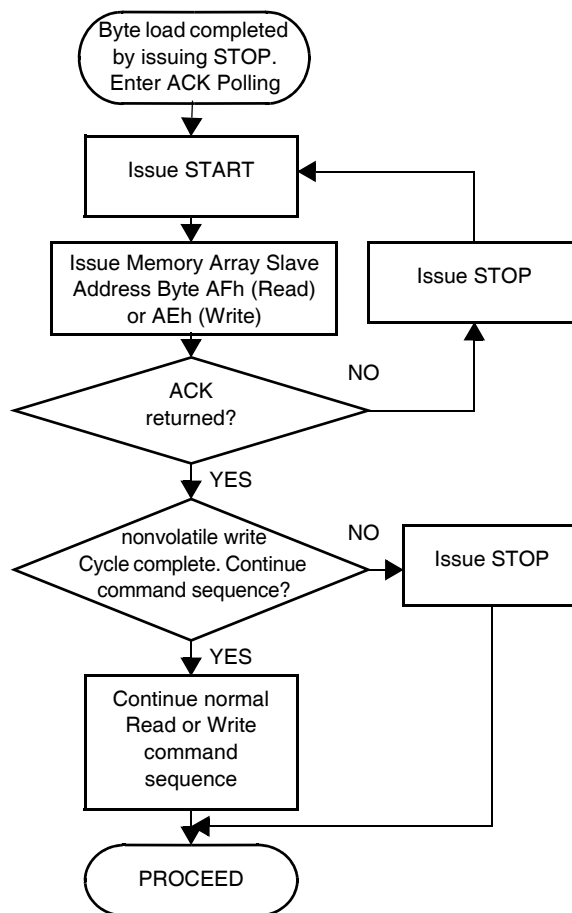 Byte load completed
by issuing STOP.
Enter ACK Polling
Issue START
Issue Memory Array Slave
Address Byte AFh (Read)
or AEh (Write)
Issue STOP
ACK
returned?
NO
YES
nonvolatile write
Cycle complete. Continue
command sequence?
NO
Issue STOP
YES
Continue normal
Read or Write
command
sequence
PROCEED